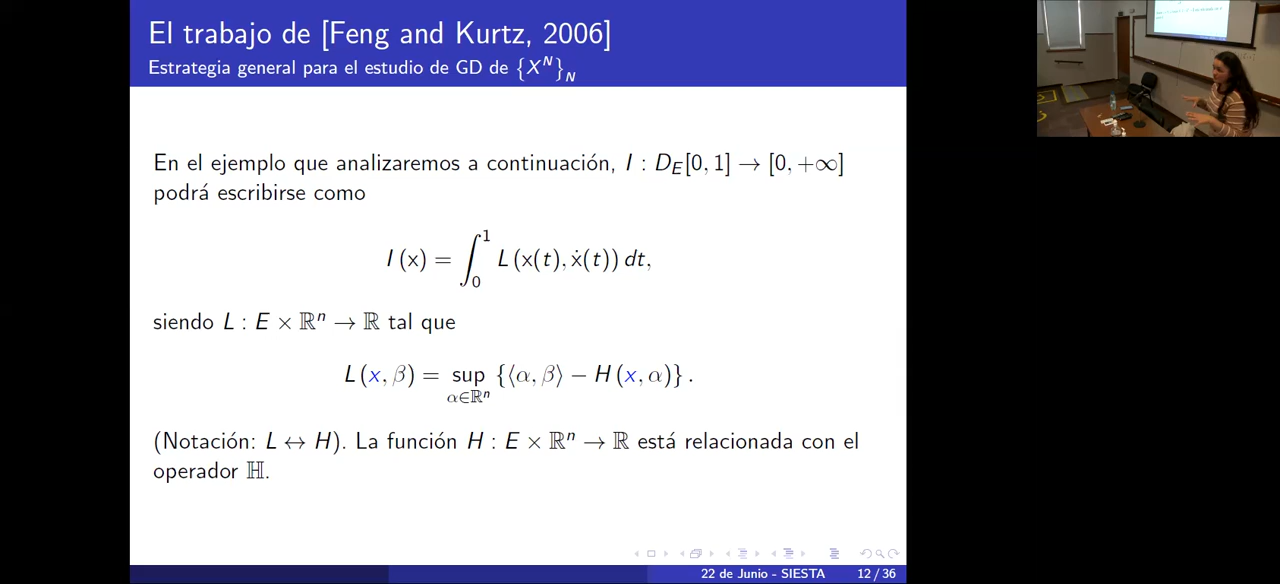 El trabajo de [Feng and Kurtz, 2006]
Estrategia general para el estudio de GD de {X^N}_N
En el ejemplo que analizaremos a continuación, I : D_E[0, 1] → [0, +∞]
podrá escribirse como
I(x) = ∫_0^1 L(x(t), ẋ(t)) dt,
siendo L : E × ℝ^n → ℝ tal que
L(x, β) = sup_{α∈ℝ^n} {⟨α, β⟩ − H(x, α)}.
(Notación: L ↔ H). La función H : E × ℝ^n → ℝ está relacionada con el
operador ℍ.
22 de Junio - SIESTA 12 / 36